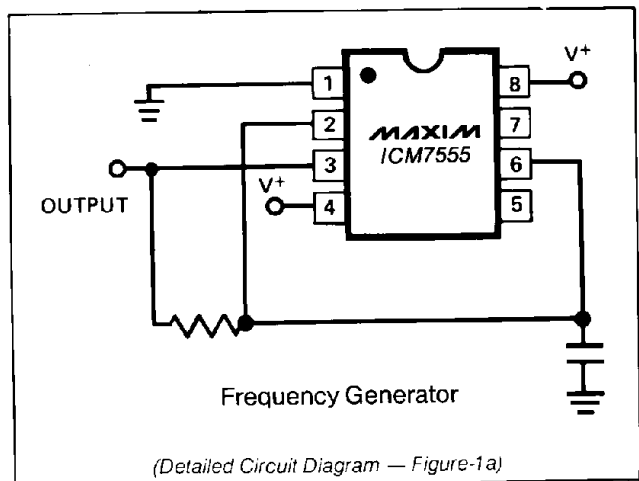 V+
1
8
2
7
MAXIM
ICM7555
3
6
OUTPUT
V+
4
5
Frequency Generator
(Detailed Circuit Diagram — Figure-1a)